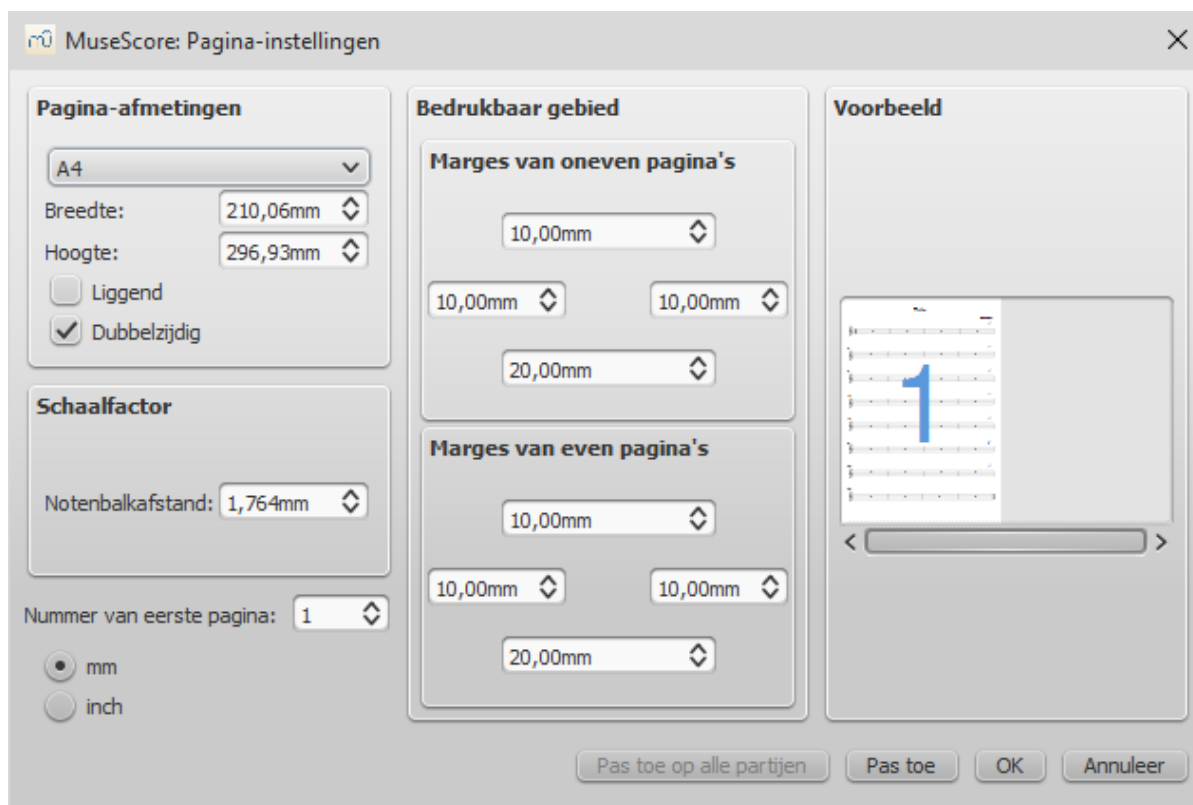 MuseScore: Pagina-instellingen
Pagina-afmetingen
A4
Breedte: 210,06mm
Hoogte: 296,93mm
Liggend
Dubbelzijdig
Schaalfactor
Notenbalkafstand: 1,764mm
Nummer van eerste pagina: 1
mm
inch
Bedrukbaar gebied
Marges van oneven pagina's
10,00mm
10,00mm 10,00mm
20,00mm
Marges van even pagina's
10,00mm
10,00mm 10,00mm
20,00mm
Voorbeeld
1
Pas toe op alle partijen Pas toe OK Annuleer